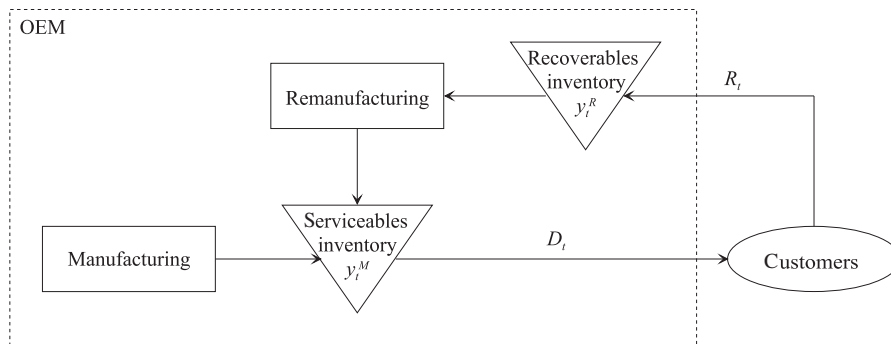 OEM
Recoverables
inventory
y_t^R
R_t
Remanufacturing
Serviceables
inventory
y_t^M
Manufacturing
D_t
Customers